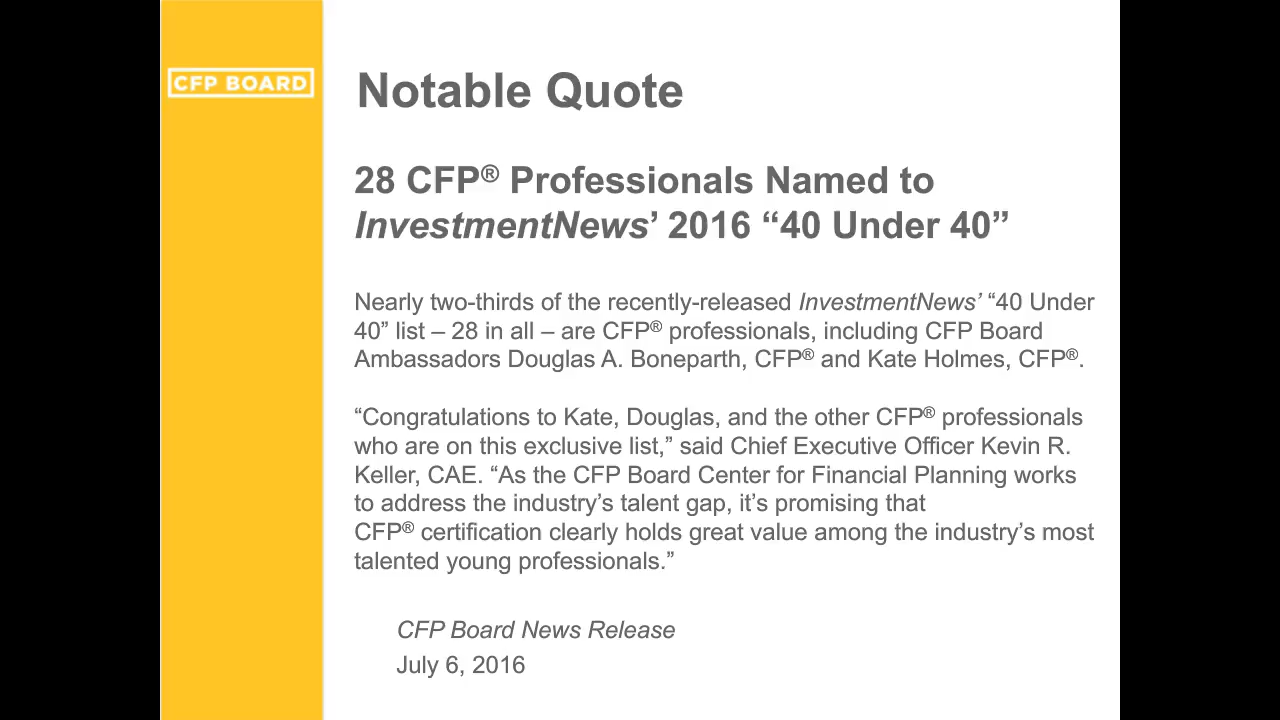 CFP BOARD
Notable Quote
28 CFP® Professionals Named to
InvestmentNews’ 2016 “40 Under 40”
Nearly two-thirds of the recently-released InvestmentNews’ “40 Under
40” list – 28 in all – are CFP® professionals, including CFP Board
Ambassadors Douglas A. Boneparth, CFP® and Kate Holmes, CFP®.
“Congratulations to Kate, Douglas, and the other CFP® professionals
who are on this exclusive list,” said Chief Executive Officer Kevin R.
Keller, CAE. “As the CFP Board Center for Financial Planning works
to address the industry’s talent gap, it’s promising that
CFP® certification clearly holds great value among the industry’s most
talented young professionals.”
CFP Board News Release
July 6, 2016